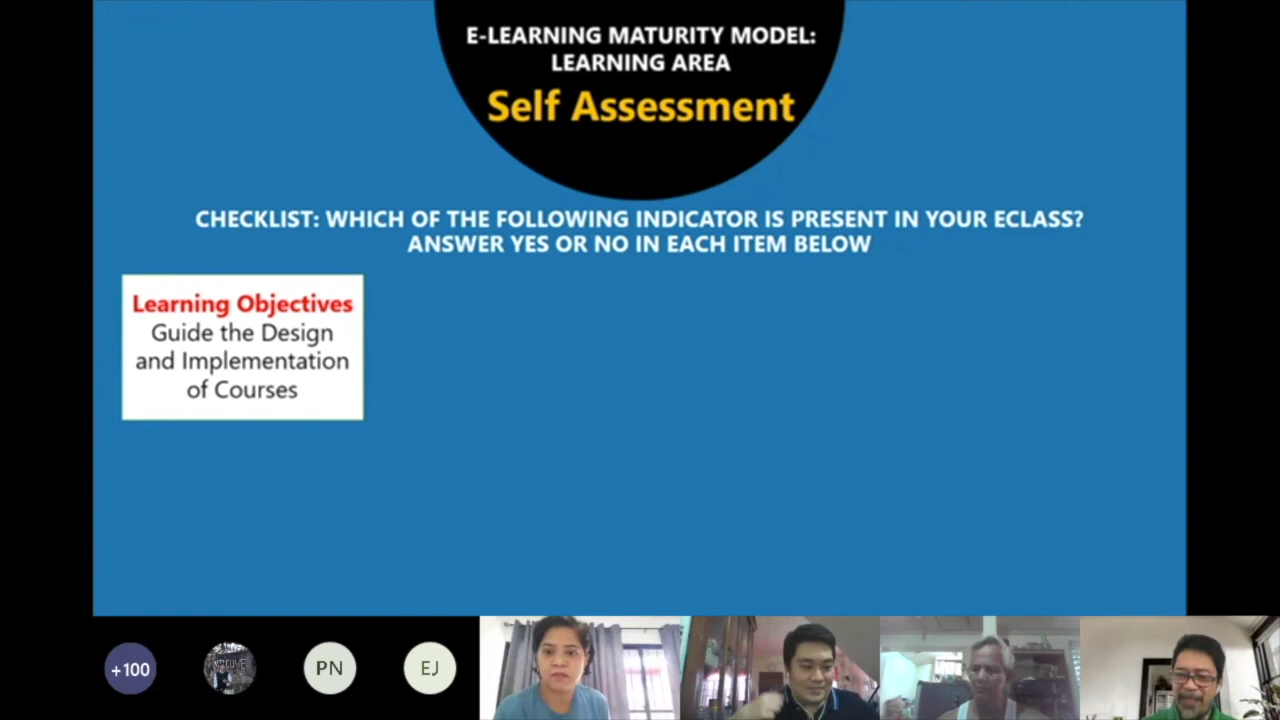 E-LEARNING MATURITY MODEL:
LEARNING AREA
Self Assessment
CHECKLIST: WHICH OF THE FOLLOWING INDICATOR IS PRESENT IN YOUR ECLASS?
ANSWER YES OR NO IN EACH ITEM BELOW
Learning Objectives
Guide the Design
and Implementation
of Courses
+100
PN
EJ